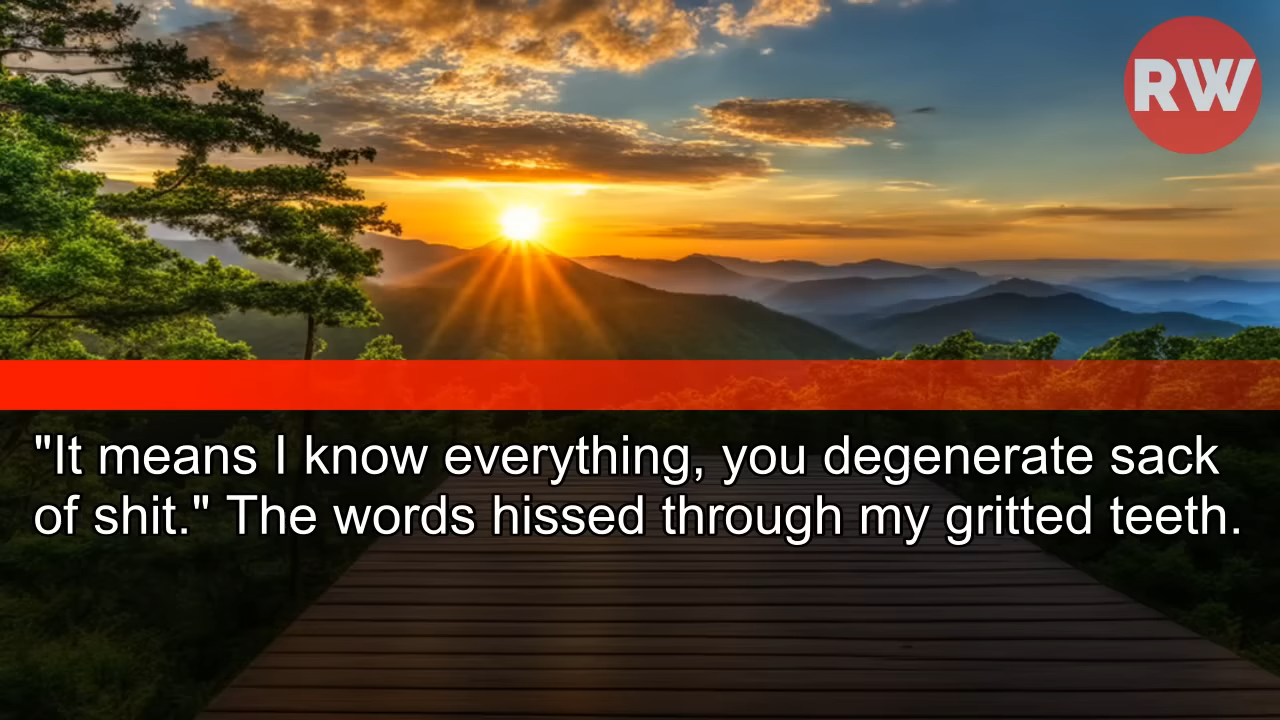 RW
"It means I know everything, you degenerate sack
of shit." The words hissed through my gritted teeth.